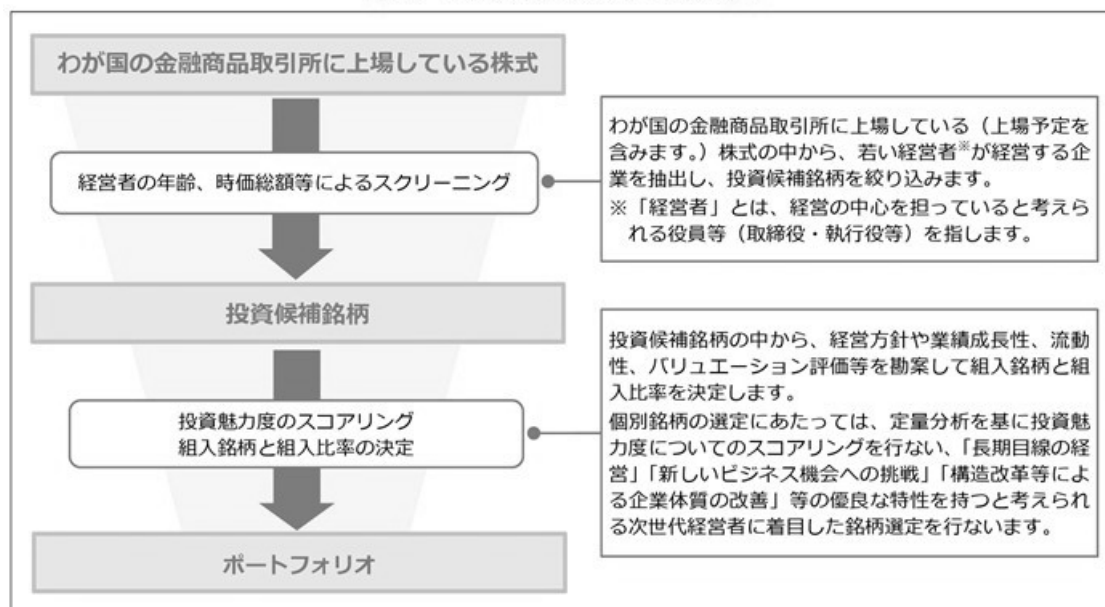 わが国の金融商品取引所に上場している株式
経営者の年齢、時価総額等によるスクリーニング
わが国の金融商品取引所に上場している（上場予定を
含みます。）株式の中から、若い経営者※が経営する企
業を抽出し、投資候補銘柄を絞り込みます。
※「経営者」とは、経営の中心を担っていると考えら
れる役員等（取締役・執行役等）を指します。
投資候補銘柄
投資魅力度のスコアリング
組入銘柄と組入比率の決定
投資候補銘柄の中から、経営方針や業績成長性、流動
性、バリュエーション評価等を勘案して組入銘柄と組
入比率を決定します。
個別銘柄の選定にあたっては、定量分析を基に投資魅
力度についてのスコアリングを行ない、「長期目線の経
営」「新しいビジネス機会への挑戦」「構造改革等によ
る企業体質の改善」等の優良な特性を持つと考えられ
る次世代経営者に着目した銘柄選定を行ないます。
ポートフォリオ